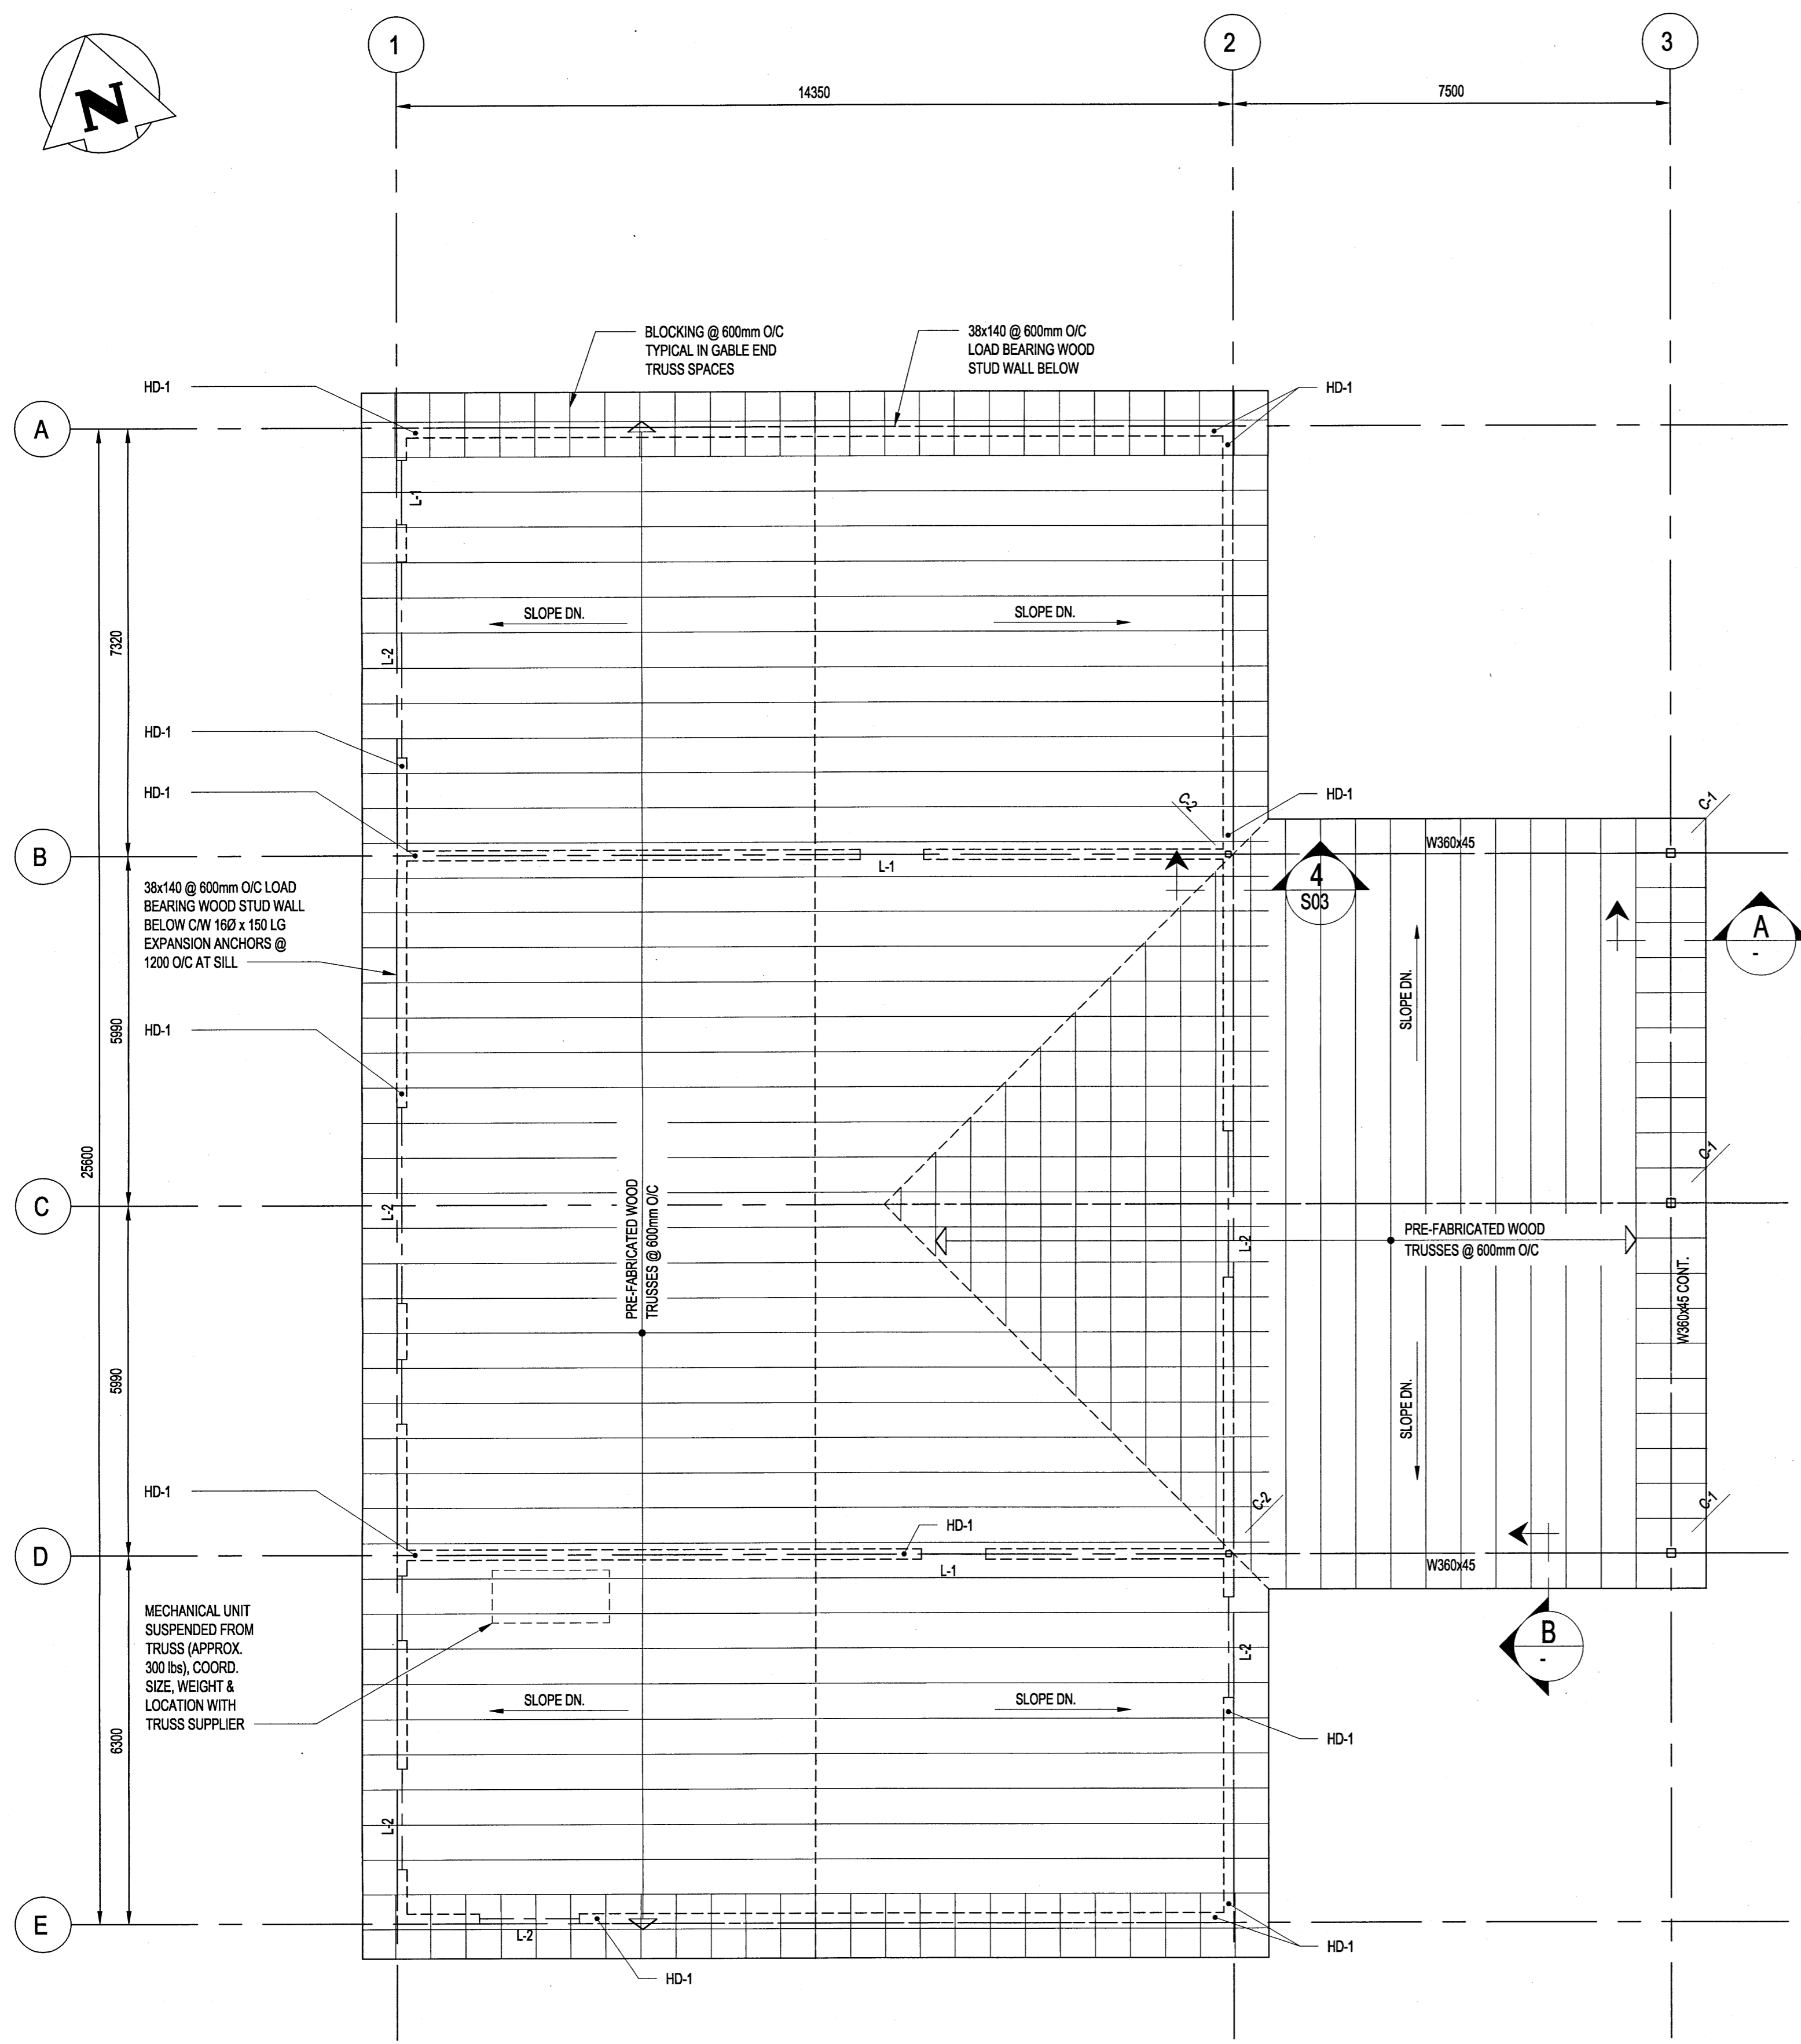 N
1
2
3
14350
7500
BLOCKING @ 600mm O/C
TYPICAL IN GABLE END
TRUSS SPACES
38x140 @ 600mm O/C
LOAD BEARING WOOD
STUD WALL BELOW
HD-1
HD-1
A
L-1
7320
SLOPE DN.
SLOPE DN.
L-2
HD-1
HD-1
HD-1
C-2
C-1
B
L-1
W360x45
4
S03
A
-
38x140 @ 600mm O/C LOAD
BEARING WOOD STUD WALL
BELOW C/W 16Ø x 150 LG
EXPANSION ANCHORS @
1200 O/C AT SILL
SLOPE DN.
5990
HD-1
25600
C-1
C
L-2
PRE-FABRICATED WOOD
TRUSSES @ 600mm O/C
L-2
PRE-FABRICATED WOOD
TRUSSES @ 600mm O/C
W360x45 CONT.
5990
SLOPE DN.
HD-1
HD-1
C-2
C-1
D
L-1
W360x45
MECHANICAL UNIT
SUSPENDED FROM
TRUSS (APPROX.
300 lbs), COORD.
SIZE, WEIGHT &
LOCATION WITH
TRUSS SUPPLIER
L-2
B
-
SLOPE DN.
SLOPE DN.
6300
HD-1
L-2
E
L-2
HD-1
HD-1